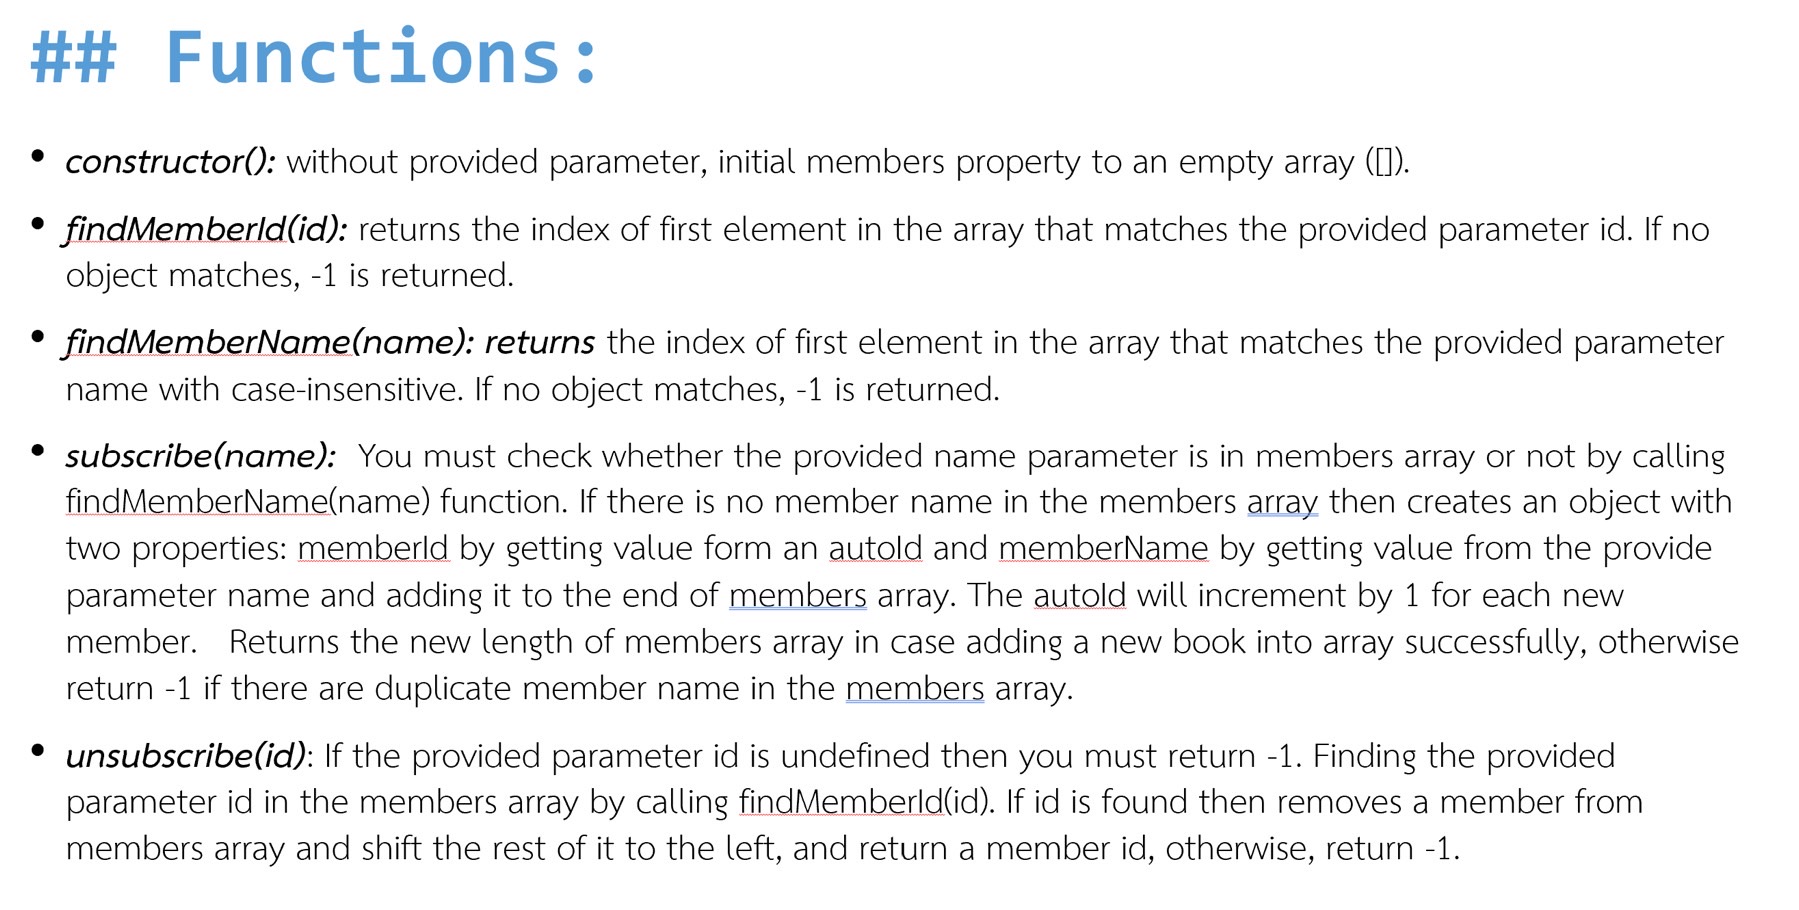 ## Functions:
• constructor(): without provided parameter, initial members property to an empty array ([]).
• findMemberId(id): returns the index of first element in the array that matches the provided parameter id. If no
object matches, -1 is returned.
• findMemberName(name): returns the index of first element in the array that matches the provided parameter
name with case-insensitive. If no object matches, -1 is returned.
• subscribe(name):  You must check whether the provided name parameter is in members array or not by calling
findMemberName(name) function. If there is no member name in the members array then creates an object with
two properties: memberId by getting value form an autoId and memberName by getting value from the provide
parameter name and adding it to the end of members array. The autoId will increment by 1 for each new
member.   Returns the new length of members array in case adding a new book into array successfully, otherwise
return -1 if there are duplicate member name in the members array.
• unsubscribe(id): If the provided parameter id is undefined then you must return -1. Finding the provided
parameter id in the members array by calling findMemberId(id). If id is found then removes a member from
members array and shift the rest of it to the left, and return a member id, otherwise, return -1.